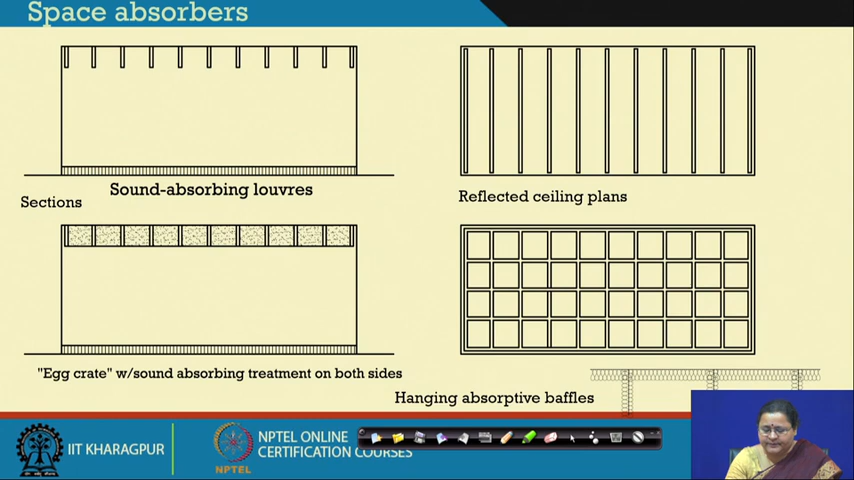 Space absorbers
Sound-absorbing louvres
Sections
Reflected ceiling plans
"Egg crate" w/sound absorbing treatment on both sides
Hanging absorptive baffles
IIT KHARAGPUR
NPTEL
NPTEL ONLINE
CERTIFICATION COURSES